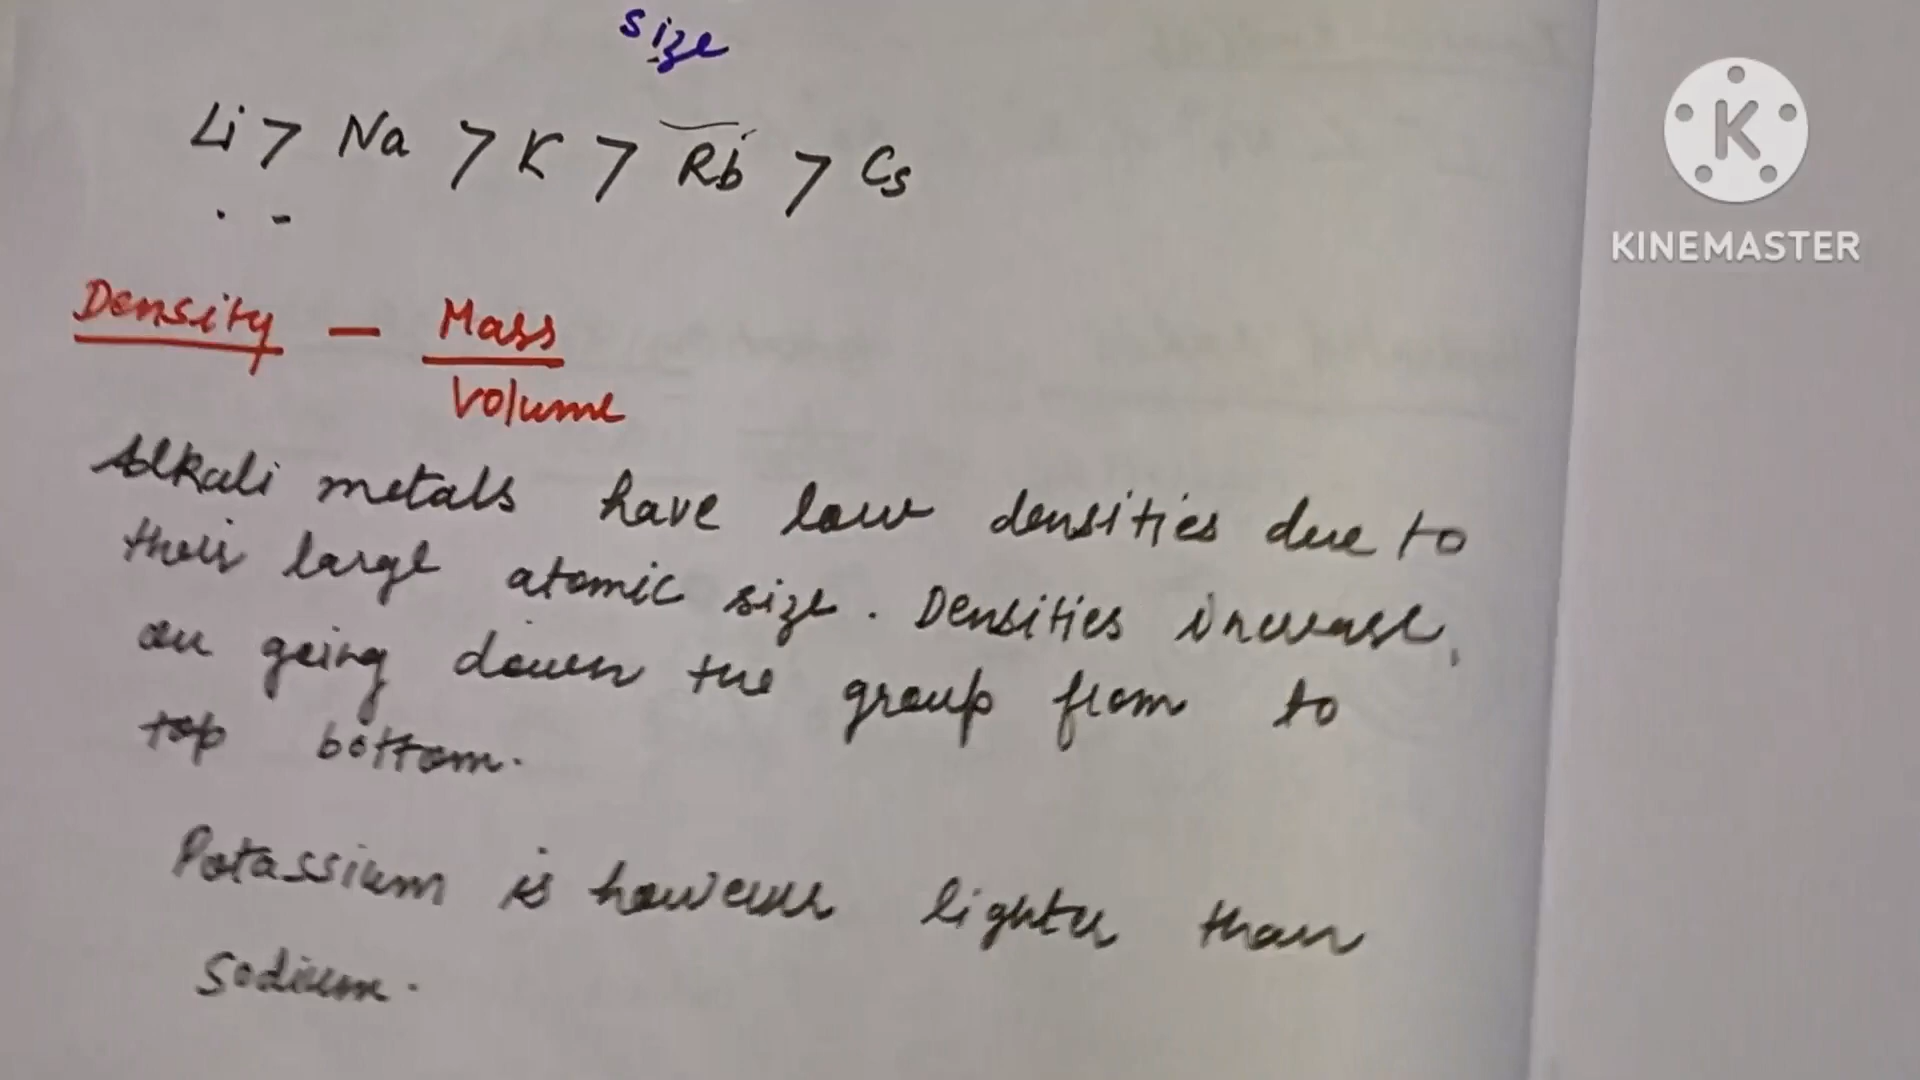 size
Li > Na > K > Rb > Cs
Density - Mass
Volume
Alkali metals have low densities due to
their large atomic size. Densities increase
on going down the group from to
top bottom.
Potassium is however lighter than
Sodium.
K
KINEMASTER